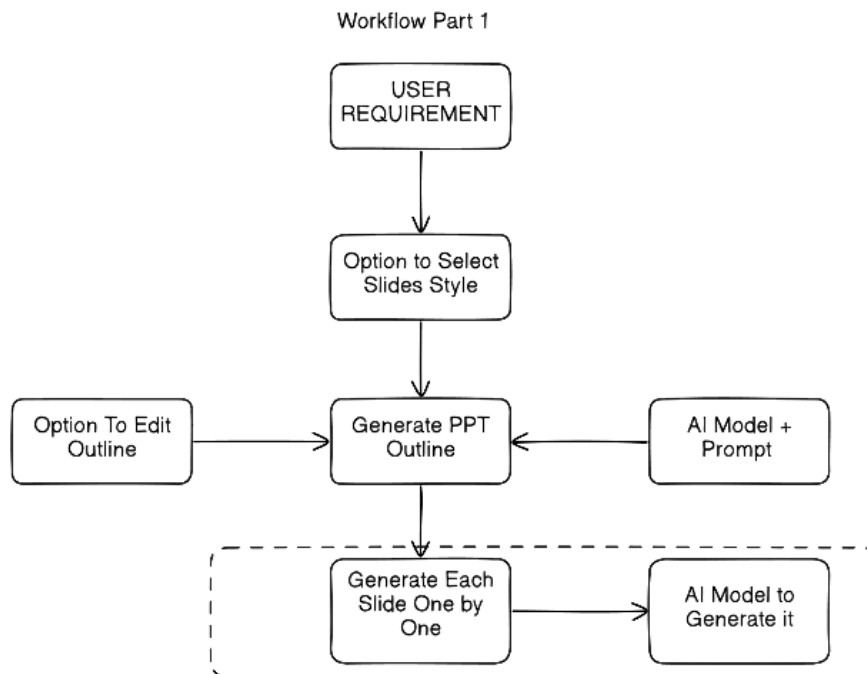 Workflow Part 1
USER
REQUIREMENT
Option to Select
Slides Style
Option To Edit
Outline
Generate PPT
Outline
AI Model +
Prompt
Generate Each
Slide One by
One
AI Model to
Generate it